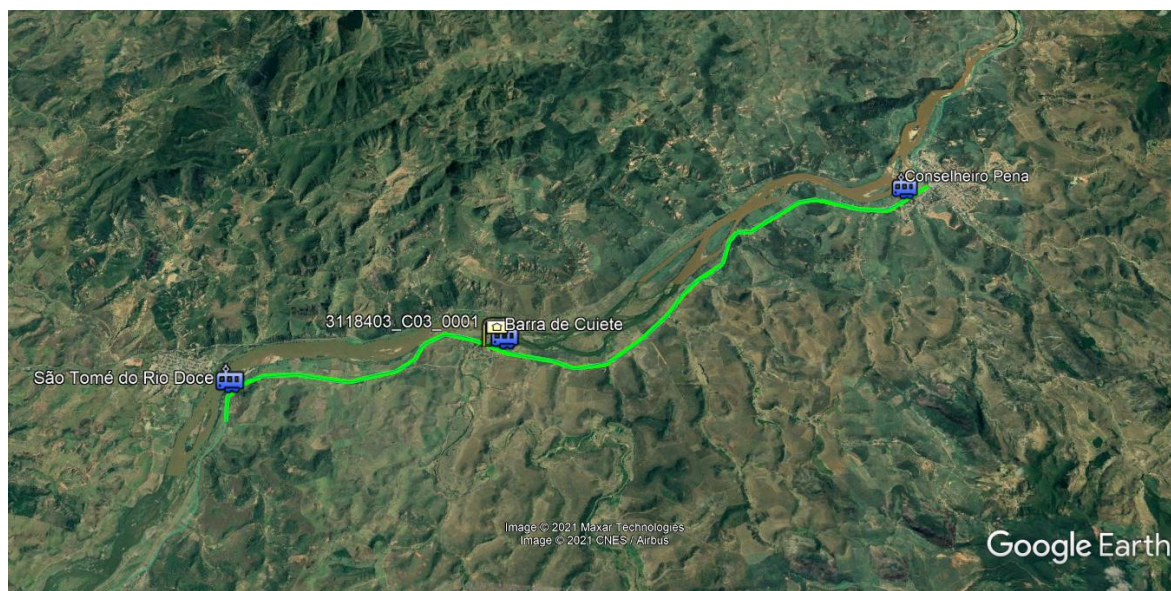 Conselheiro Pena
3118403_C03_0001
Barra de Cuiete
São Tomé do Rio Doce
Image © 2021 Maxar Technologies
Image © 2021 CNES / Airbus
Google Earth